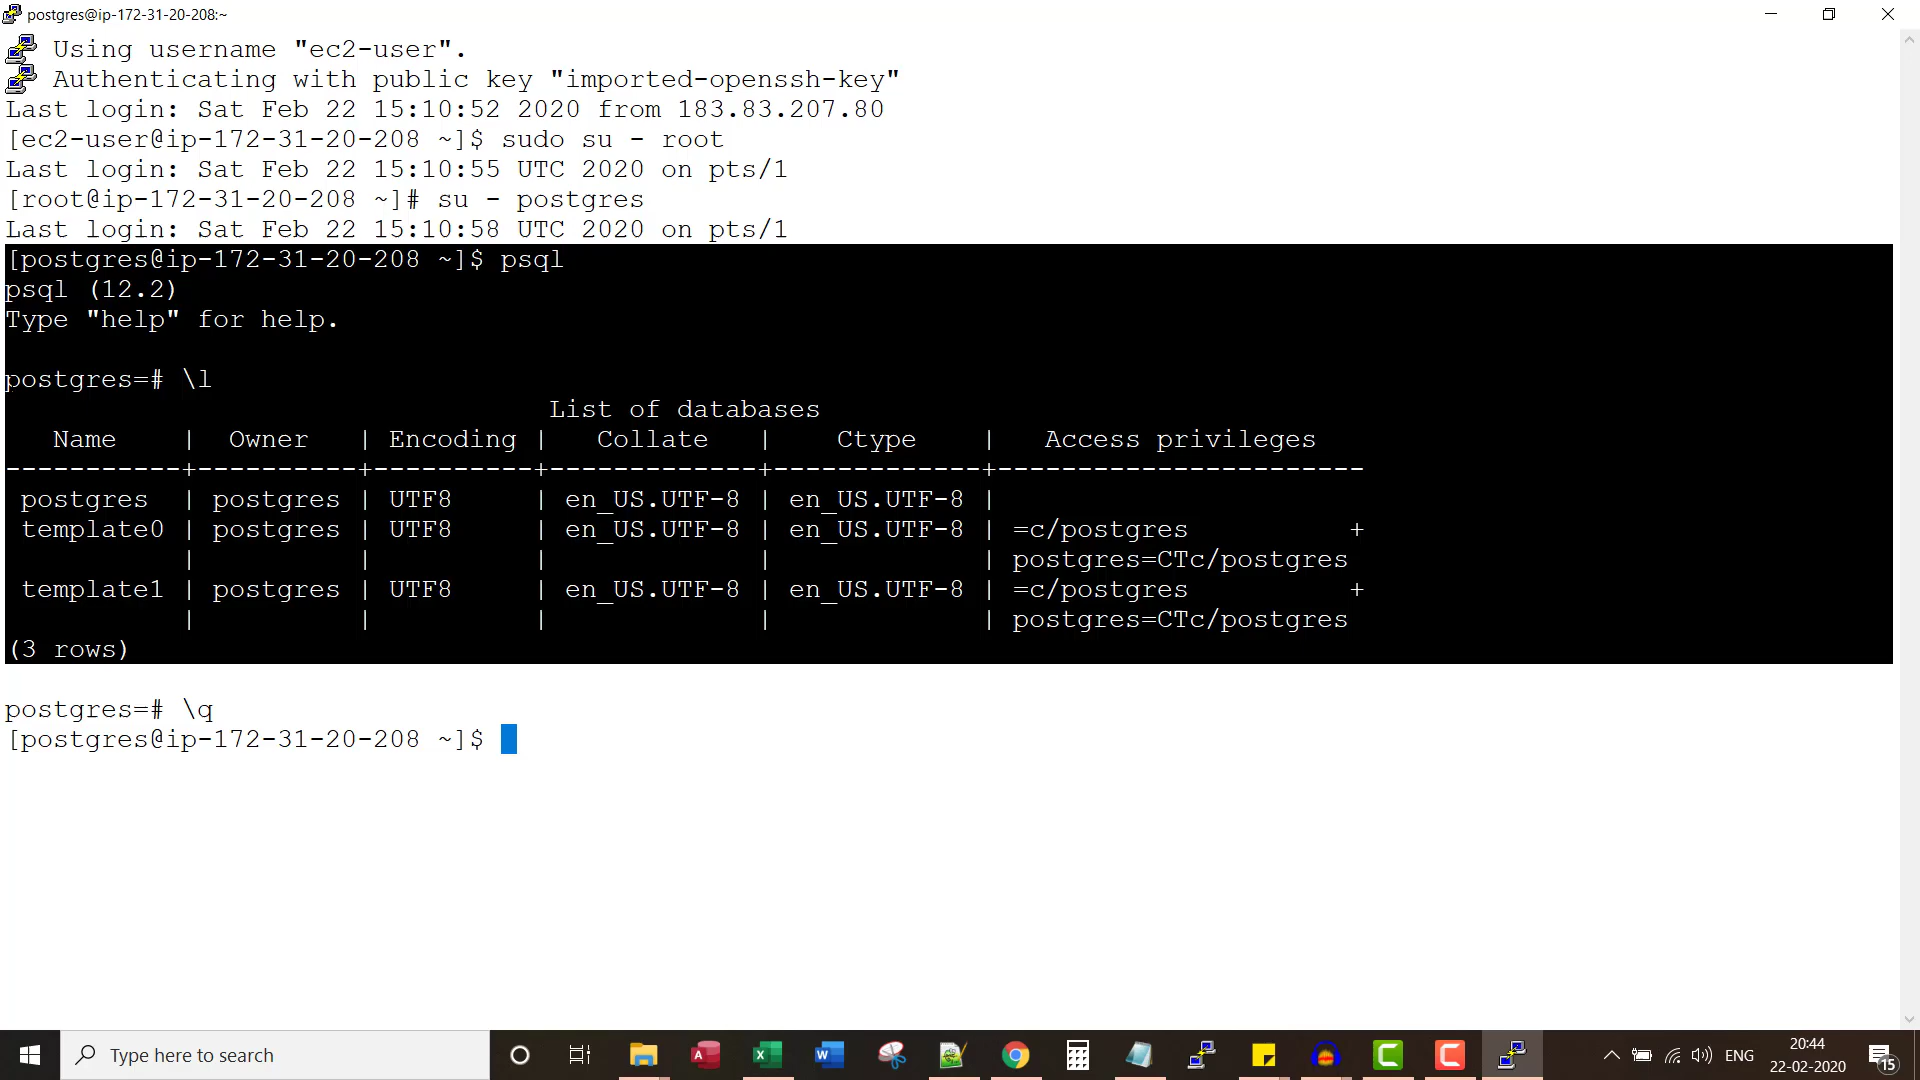 postgres@ip-172-31-20-208:~
Using username "ec2-user".
Authenticating with public key "imported-openssh-key"
Last login: Sat Feb 22 15:10:52 2020 from 183.83.207.80
[ec2-user@ip-172-31-20-208 ~]$ sudo su - root
Last login: Sat Feb 22 15:10:55 UTC 2020 on pts/1
[root@ip-172-31-20-208 ~]# su - postgres
Last login: Sat Feb 22 15:10:58 UTC 2020 on pts/1
[postgres@ip-172-31-20-208 ~]$ psql
psql (12.2)
Type "help" for help.
postgres=# \l
List of databases
Name | Owner | Encoding | Collate | Ctype | Access privileges
-----------+----------+----------+-------------+-------------+-----------------------
postgres | postgres | UTF8 | en_US.UTF-8 | en_US.UTF-8 |
template0 | postgres | UTF8 | en_US.UTF-8 | en_US.UTF-8 | =c/postgres +
| | | | | postgres=CTc/postgres
template1 | postgres | UTF8 | en_US.UTF-8 | en_US.UTF-8 | =c/postgres +
| | | | | postgres=CTc/postgres
(3 rows)
postgres=# \q
[postgres@ip-172-31-20-208 ~]$
Type here to search
ENG
20:44
22-02-2020
15